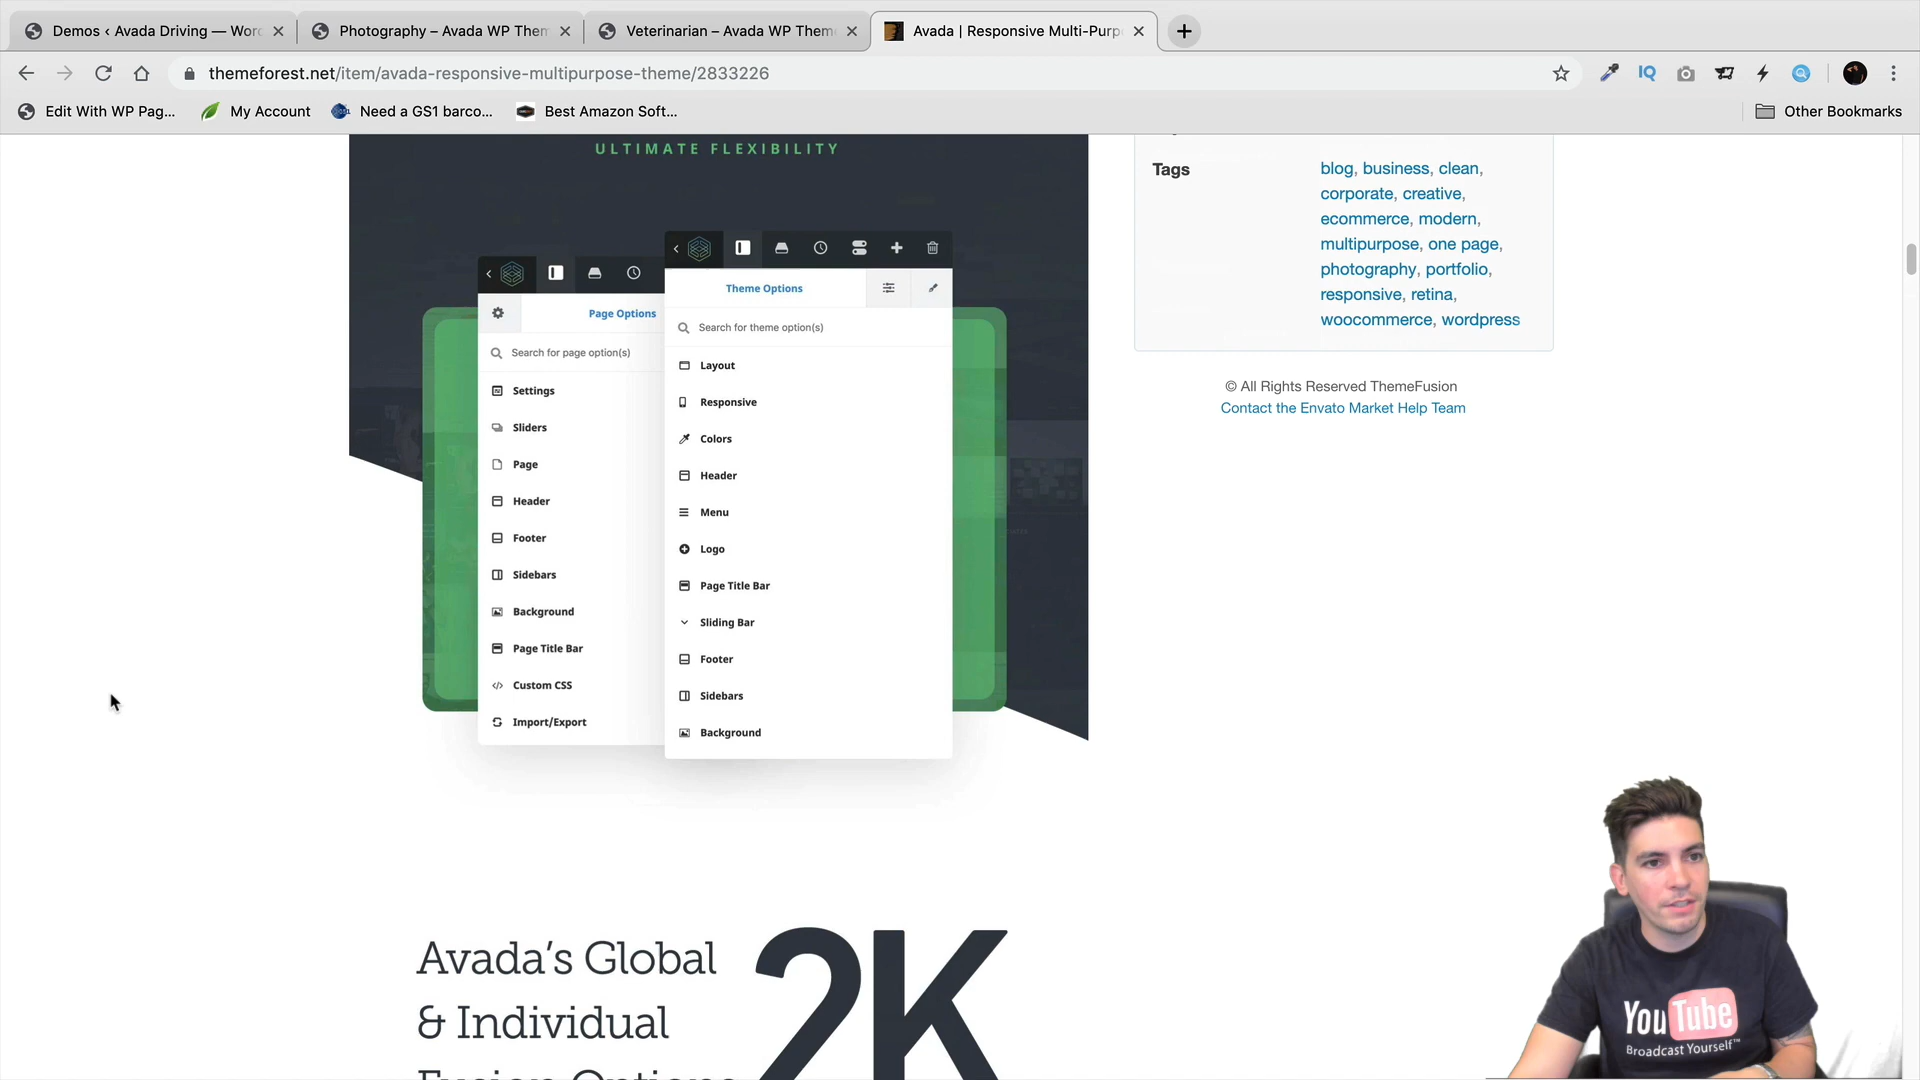 Demos ‹ Avada Driving — Wor
Photography – Avada WP Them
Veterinarian – Avada WP Them
Avada | Responsive Multi-Purp
themeforest.net/item/avada-responsive-multipurpose-theme/2833226
IQ
Edit With WP Pag...
My Account
Need a GS1 barco...
Best Amazon Soft...
Other Bookmarks
ULTIMATE FLEXIBILITY
Page Options
Search for page option(s)
Settings
Sliders
Page
Header
Footer
Sidebars
Background
Page Title Bar
Custom CSS
Import/Export
Theme Options
Search for theme option(s)
Layout
Responsive
Colors
Header
Menu
Logo
Page Title Bar
Sliding Bar
Footer
Sidebars
Background
Tags
blog, business, clean,
corporate, creative,
ecommerce, modern,
multipurpose, one page,
photography, portfolio,
responsive, retina,
woocommerce, wordpress
© All Rights Reserved ThemeFusion
Contact the Envato Market Help Team
Avada's Global
& Individual
Fusion Options
2K
YouTube
Broadcast Yourself™